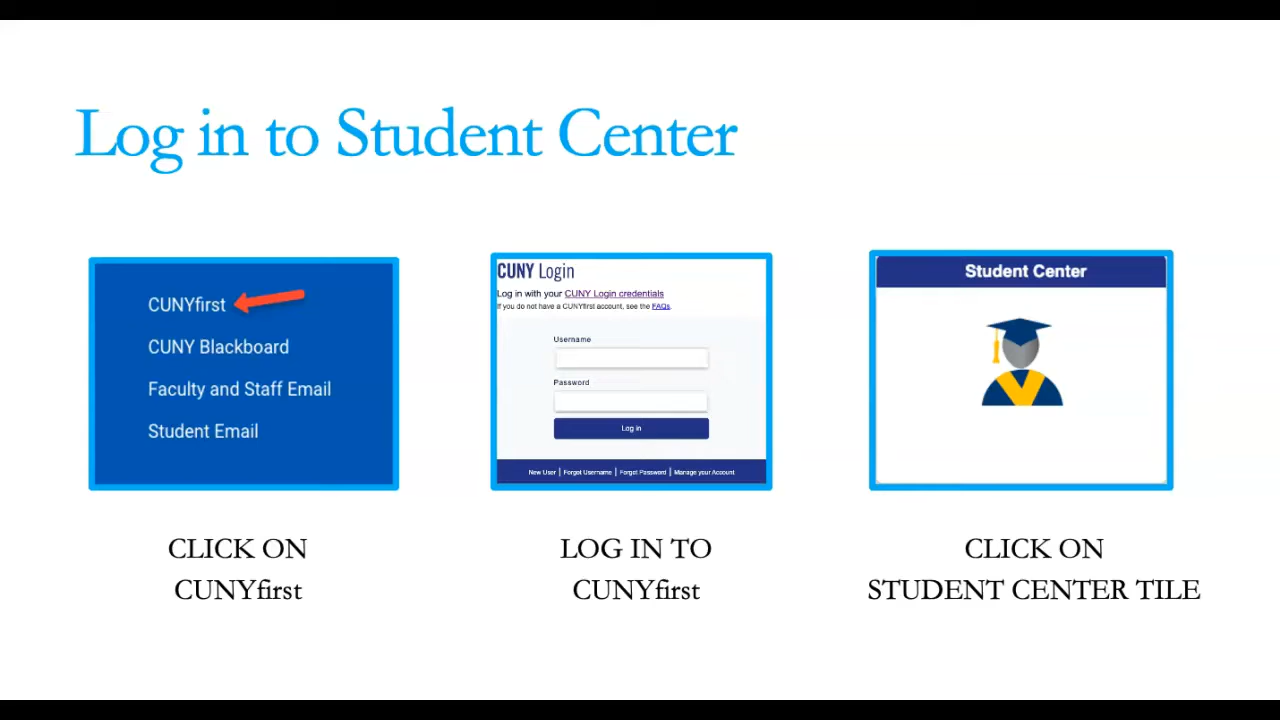 Log in to Student Center
CUNYfirst
CUNY Blackboard
Faculty and Staff Email
Student Email
CLICK ON
CUNYfirst
CUNY Login
Log in with your CUNY Login credentials
If you do not have a CUNYfirst account, see the FAQs.
Username
Password
Log in
New User | Forgot Username | Forgot Password | Manage your Account
LOG IN TO
CUNYfirst
Student Center
CLICK ON
STUDENT CENTER TILE